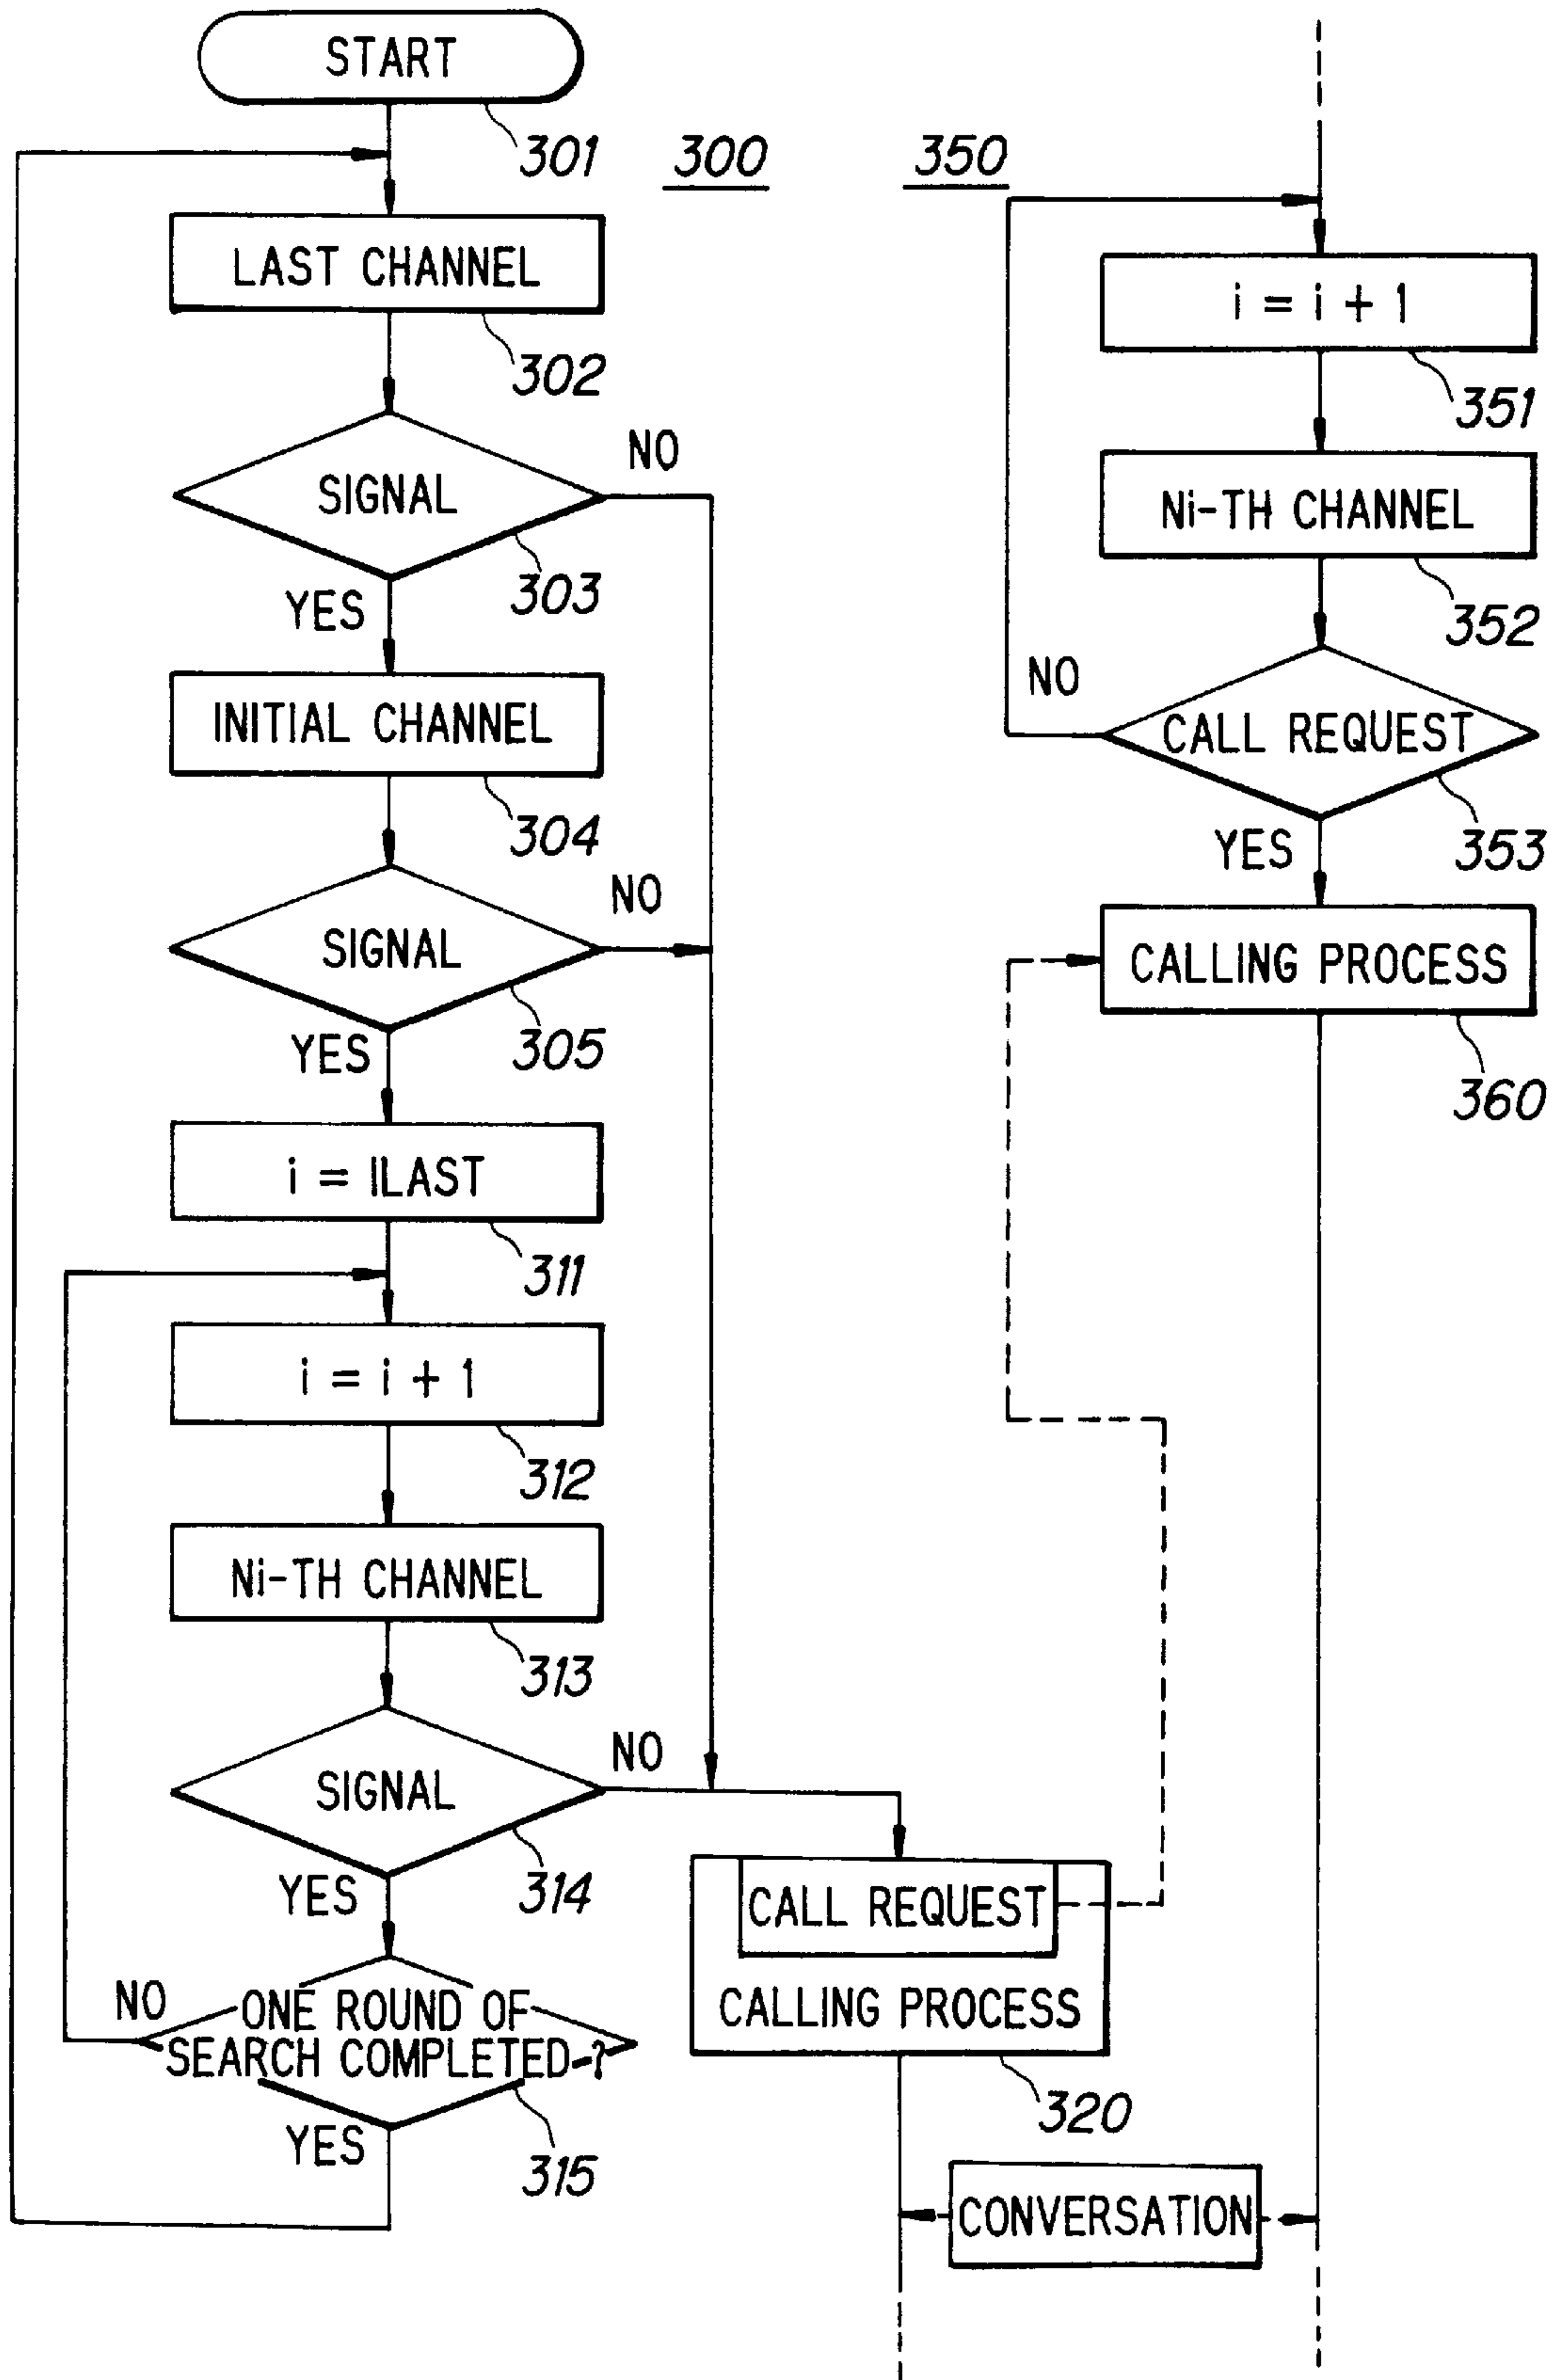 START
301
300
LAST CHANNEL
302
SIGNAL
NO
303
YES
INITIAL CHANNEL
304
SIGNAL
NO
305
YES
i = ILAST
311
i = i + 1
312
Ni-TH CHANNEL
313
SIGNAL
NO
314
YES
ONE ROUND OF
SEARCH COMPLETED-?
NO
315
YES
CALL REQUEST
CALLING PROCESS
320
CONVERSATION
350
i = i + 1
351
Ni-TH CHANNEL
352
CALL REQUEST
NO
353
YES
CALLING PROCESS
360